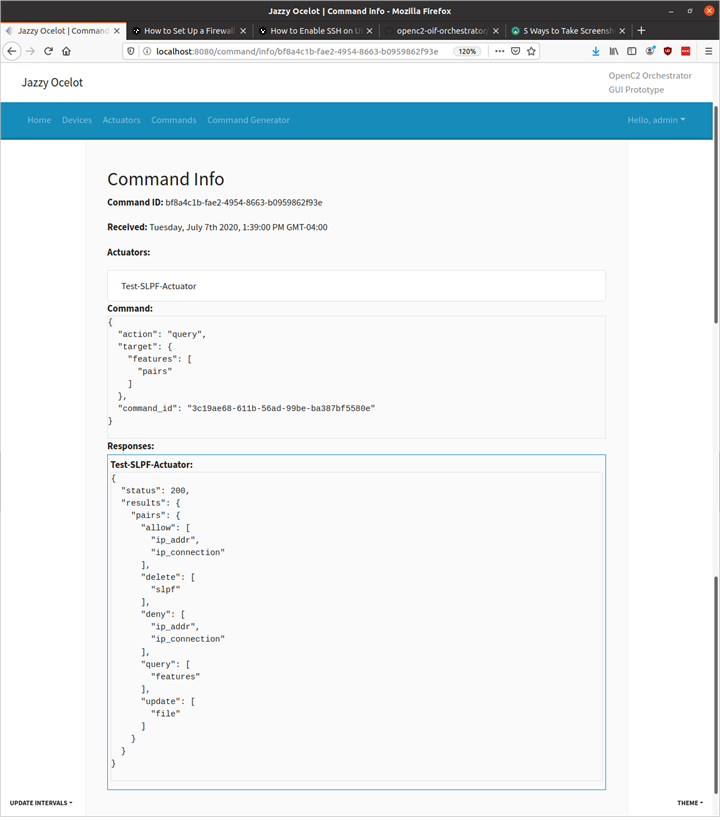 Jazzy Ocelot | Command info - Mozilla Firefox
Jazzy Ocelot | Command
How to Set Up a Firewall
How to Enable SSH on U
openc2-oif-orchestrator
5 Ways to Take Screensh
localhost:8080/command/info/bf8a4c1b-fae2-4954-8663-b0959862f93e
120%
Jazzy Ocelot
OpenC2 Orchestrator
GUI Prototype
Home Devices Actuators Commands Command Generator Hello, admin
Command Info
Command ID: bf8a4c1b-fae2-4954-8663-b0959862f93e
Received: Tuesday, July 7th 2020, 1:39:00 PM GMT-04:00
Actuators:
Test-SLPF-Actuator
Command:
{
  "action": "query",
  "target": {
    "features": [
      "pairs"
    ]
  },
  "command_id": "3c19ae68-611b-56ad-99be-ba387bf5580e"
}
Responses:
Test-SLPF-Actuator:
{
  "status": 200,
  "results": {
    "pairs": {
      "allow": [
        "ip_addr",
        "ip_connection"
      ],
      "delete": [
        "slpf"
      ],
      "deny": [
        "ip_addr",
        "ip_connection"
      ],
      "query": [
        "features"
      ],
      "update": [
        "file"
      ]
    }
  }
}
UPDATE INTERVALS
THEME